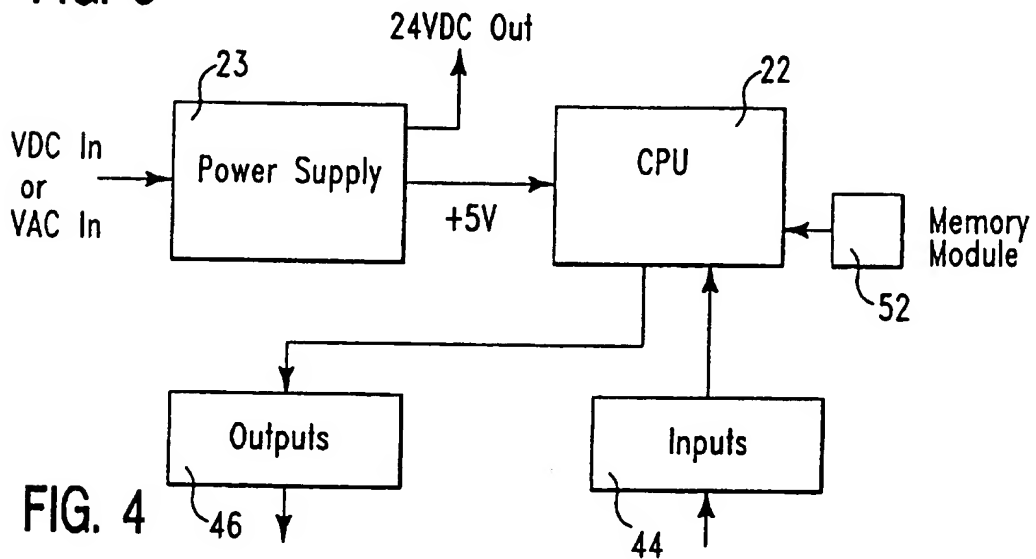 24VDC Out
23
22
VDC In
or
VAC In
Power Supply
CPU
+5V
Memory
Module
52
Outputs
Inputs
FIG. 4
46
44